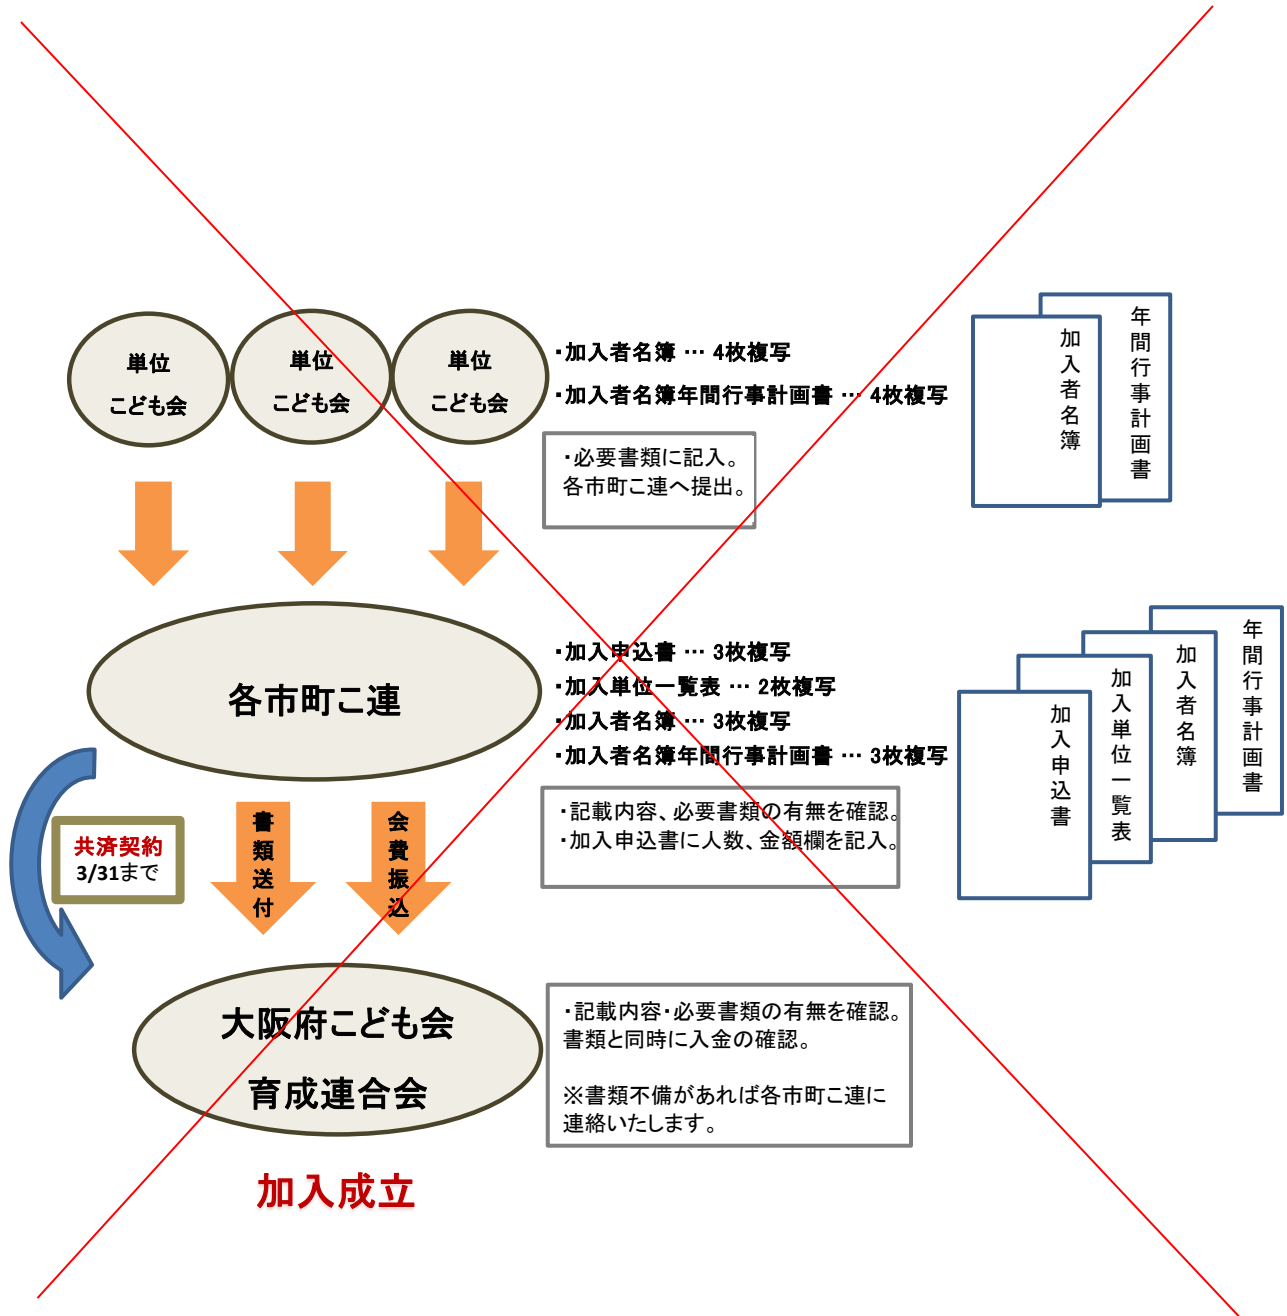 単位
こども会
単位
こども会
単位
こども会
・加入者名簿 … 4枚複写
・加入者名簿年間行事計画書 … 4枚複写
・必要書類に記入。
各市町こ連へ提出。
加入者名簿
年間行事計画書
各市町こ連
・加入申込書 … 3枚複写
・加入単位一覧表 … 2枚複写
・加入者名簿 … 3枚複写
・加入者名簿年間行事計画書 … 3枚複写
・記載内容、必要書類の有無を確認。
・加入申込書に人数、金額欄を記入。
加入申込書
加入単位一覧表
加入者名簿
年間行事計画書
共済契約
3/31まで
書類送付
会費振込
大阪府こども会
育成連合会
・記載内容・必要書類の有無を確認。
書類と同時に入金の確認。
※書類不備があれば各市町こ連に
連絡いたします。
加入成立